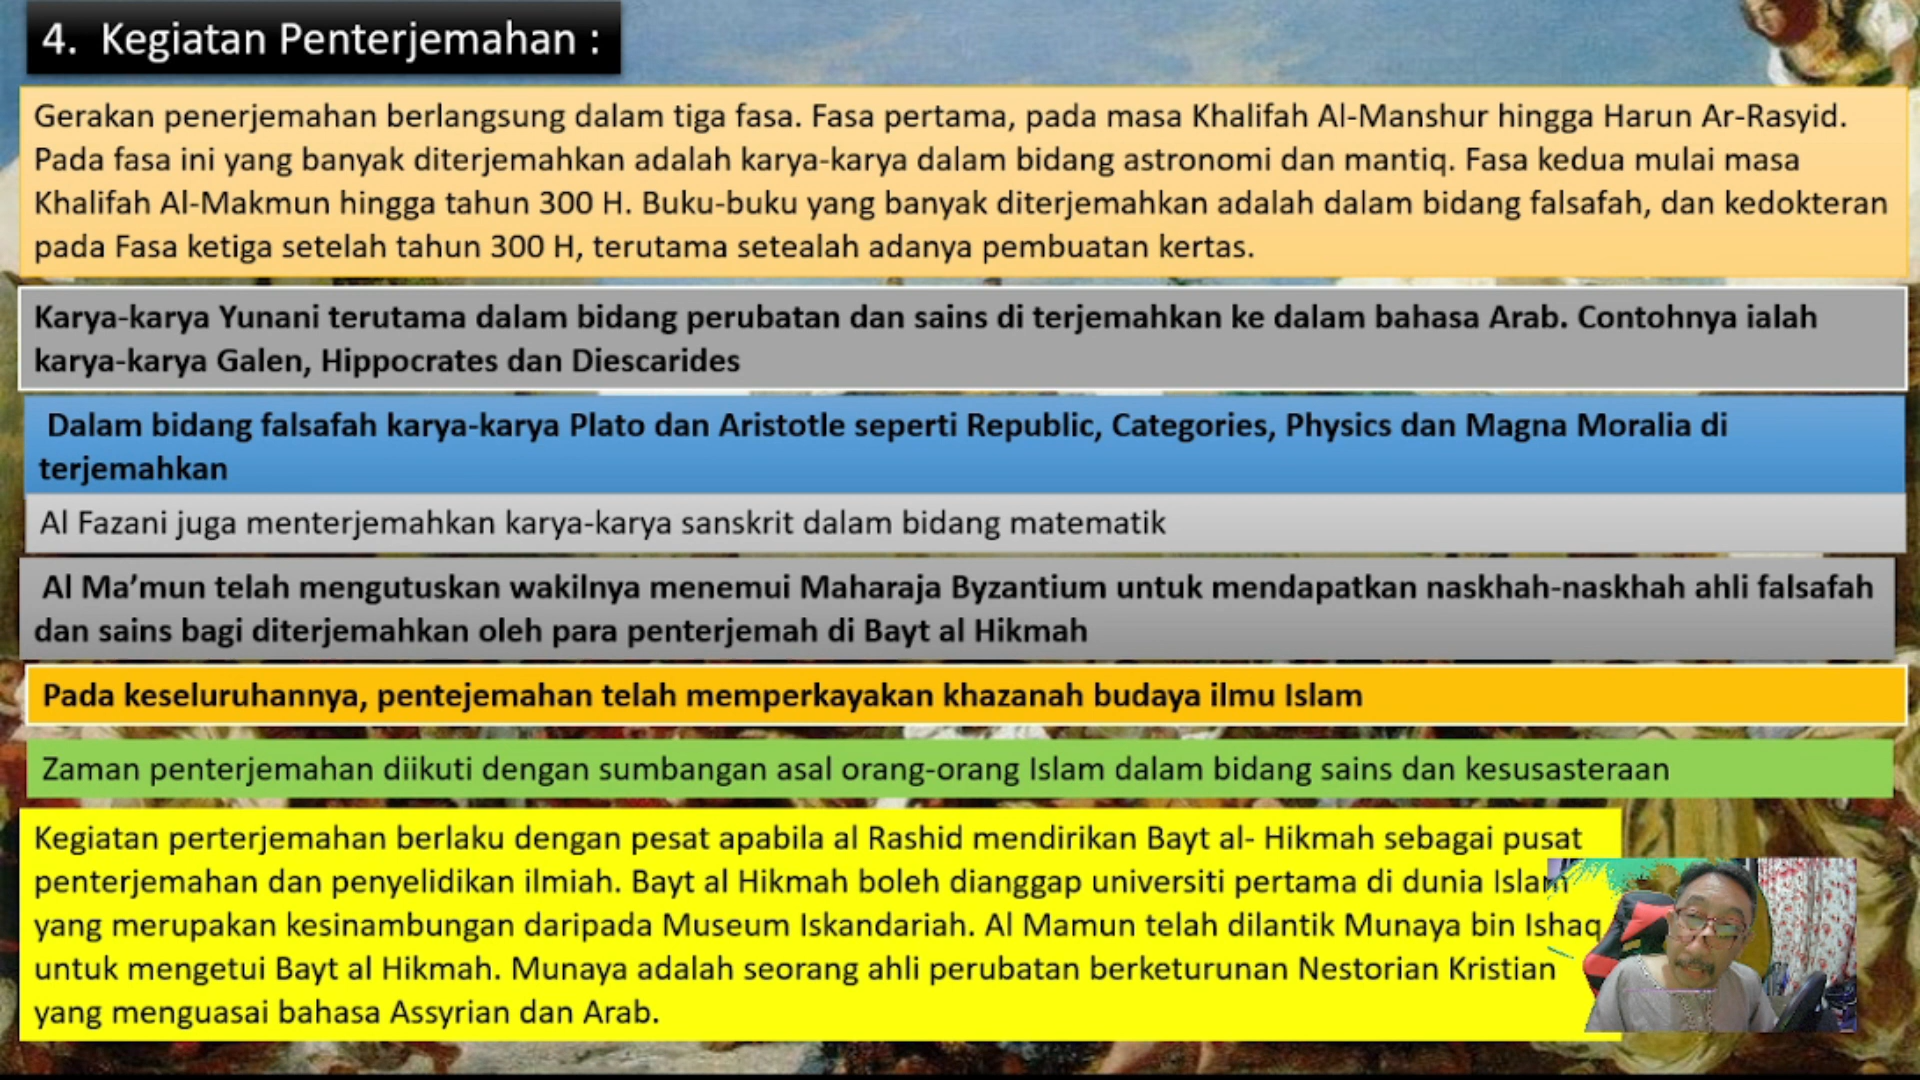 4. Kegiatan Penterjemahan :
Gerakan penerjemahan berlangsung dalam tiga fasa. Fasa pertama, pada masa Khalifah Al-Manshur hingga Harun Ar-Rasyid.
Pada fasa ini yang banyak diterjemahkan adalah karya-karya dalam bidang astronomi dan mantiq. Fasa kedua mulai masa
Khalifah Al-Makmun hingga tahun 300 H. Buku-buku yang banyak diterjemahkan adalah dalam bidang falsafah, dan kedokteran
pada Fasa ketiga setelah tahun 300 H, terutama setealah adanya pembuatan kertas.
Karya-karya Yunani terutama dalam bidang perubatan dan sains di terjemahkan ke dalam bahasa Arab. Contohnya ialah
karya-karya Galen, Hippocrates dan Diescarides
Dalam bidang falsafah karya-karya Plato dan Aristotle seperti Republic, Categories, Physics dan Magna Moralia di
terjemahkan
Al Fazani juga menterjemahkan karya-karya sanskrit dalam bidang matematik
Al Ma’mun telah mengutuskan wakilnya menemui Maharaja Byzantium untuk mendapatkan naskhah-naskhah ahli falsafah
dan sains bagi diterjemahkan oleh para penterjemah di Bayt al Hikmah
Pada keseluruhannya, pentejemahan telah memperkayakan khazanah budaya ilmu Islam
Zaman penterjemahan diikuti dengan sumbangan asal orang-orang Islam dalam bidang sains dan kesusasteraan
Kegiatan perterjemahan berlaku dengan pesat apabila al Rashid mendirikan Bayt al- Hikmah sebagai pusat
penterjemahan dan penyelidikan ilmiah. Bayt al Hikmah boleh dianggap universiti pertama di dunia Islam
yang merupakan kesinambungan daripada Museum Iskandariah. Al Mamun telah dilantik Munaya bin Ishaq
untuk mengetui Bayt al Hikmah. Munaya adalah seorang ahli perubatan berketurunan Nestorian Kristian
yang menguasai bahasa Assyrian dan Arab.